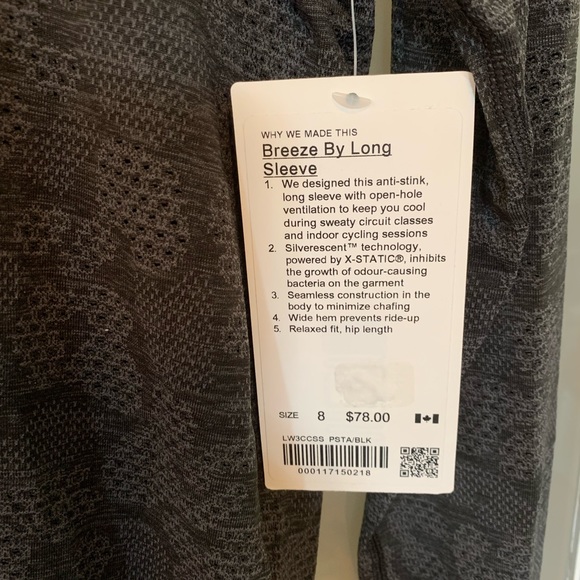 WHY WE MADE THIS
Breeze By Long
Sleeve
1. We designed this anti-stink,
long sleeve with open-hole
ventilation to keep you cool
during sweaty circuit classes
and indoor cycling sessions
2. Silverescent™ technology,
powered by X-STATIC®, inhibits
the growth of odour-causing
bacteria on the garment
3. Seamless construction in the
body to minimize chafing
4. Wide hem prevents ride-up
5. Relaxed fit, hip length
SIZE 8 $78.00
LW3CCSS PSTA/BLK
000117150218